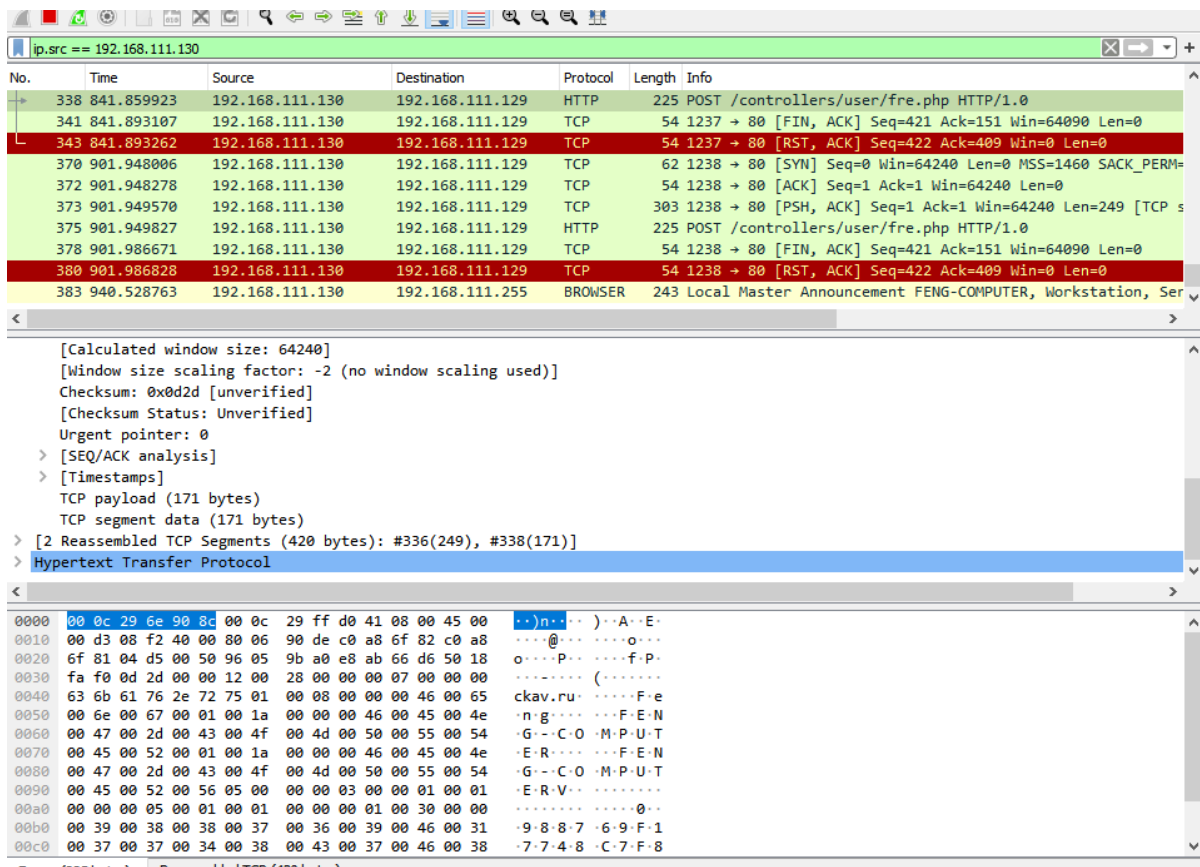 ip.src == 192.168.111.130
No. Time Source Destination Protocol Length Info
338 841.859923 192.168.111.130 192.168.111.129 HTTP 225 POST /controllers/user/fre.php HTTP/1.0
341 841.893107 192.168.111.130 192.168.111.129 TCP 54 1237 → 80 [FIN, ACK] Seq=421 Ack=151 Win=64090 Len=0
343 841.893262 192.168.111.130 192.168.111.129 TCP 54 1237 → 80 [RST, ACK] Seq=422 Ack=409 Win=0 Len=0
370 901.948006 192.168.111.130 192.168.111.129 TCP 62 1238 → 80 [SYN] Seq=0 Win=64240 Len=0 MSS=1460 SACK_PERM=
372 901.948278 192.168.111.130 192.168.111.129 TCP 54 1238 → 80 [ACK] Seq=1 Ack=1 Win=64240 Len=0
373 901.949570 192.168.111.130 192.168.111.129 TCP 303 1238 → 80 [PSH, ACK] Seq=1 Ack=1 Win=64240 Len=249 [TCP s
375 901.949827 192.168.111.130 192.168.111.129 HTTP 225 POST /controllers/user/fre.php HTTP/1.0
378 901.986671 192.168.111.130 192.168.111.129 TCP 54 1238 → 80 [FIN, ACK] Seq=421 Ack=151 Win=64090 Len=0
380 901.986828 192.168.111.130 192.168.111.129 TCP 54 1238 → 80 [RST, ACK] Seq=422 Ack=409 Win=0 Len=0
383 940.528763 192.168.111.130 192.168.111.255 BROWSER 243 Local Master Announcement FENG-COMPUTER, Workstation, Ser
[Calculated window size: 64240]
[Window size scaling factor: -2 (no window scaling used)]
Checksum: 0x0d2d [unverified]
[Checksum Status: Unverified]
Urgent pointer: 0
> [SEQ/ACK analysis]
> [Timestamps]
TCP payload (171 bytes)
TCP segment data (171 bytes)
> [2 Reassembled TCP Segments (420 bytes): #336(249), #338(171)]
> Hypertext Transfer Protocol
0000 00 0c 29 6e 90 8c 00 0c 29 ff d0 41 08 00 45 00 ··)n···· )··A··E·
0010 00 d3 08 f2 40 00 80 06 90 de c0 a8 6f 82 c0 a8 ····@··· ····o···
0020 6f 81 04 d5 00 50 96 05 9b a0 e8 ab 66 d6 50 18 o····P·· ····f·P·
0030 fa f0 0d 2d 00 00 12 00 28 00 00 00 07 00 00 00 ···-···· (·······
0040 63 6b 61 76 2e 72 75 01 00 08 00 00 00 46 00 65 ckav.ru· ·····F·e
0050 00 6e 00 67 00 01 00 1a 00 00 00 46 00 45 00 4e ·n·g···· ···F·E·N
0060 00 47 00 2d 00 43 00 4f 00 4d 00 50 00 55 00 54 ·G·-·C·O ·M·P·U·T
0070 00 45 00 52 00 01 00 1a 00 00 00 46 00 45 00 4e ·E·R···· ···F·E·N
0080 00 47 00 2d 00 43 00 4f 00 4d 00 50 00 55 00 54 ·G·-·C·O ·M·P·U·T
0090 00 45 00 52 00 56 05 00 00 00 03 00 00 01 00 01 ·E·R·V·· ········
00a0 00 00 00 05 00 01 00 01 00 00 00 01 00 30 00 00 ········ ·····0··
00b0 00 39 00 38 00 38 00 37 00 36 00 39 00 46 00 31 ·9·8·8·7 ·6·9·F·1
00c0 00 37 00 37 00 34 00 38 00 43 00 37 00 46 00 38 ·7·7·4·8 ·C·7·F·8